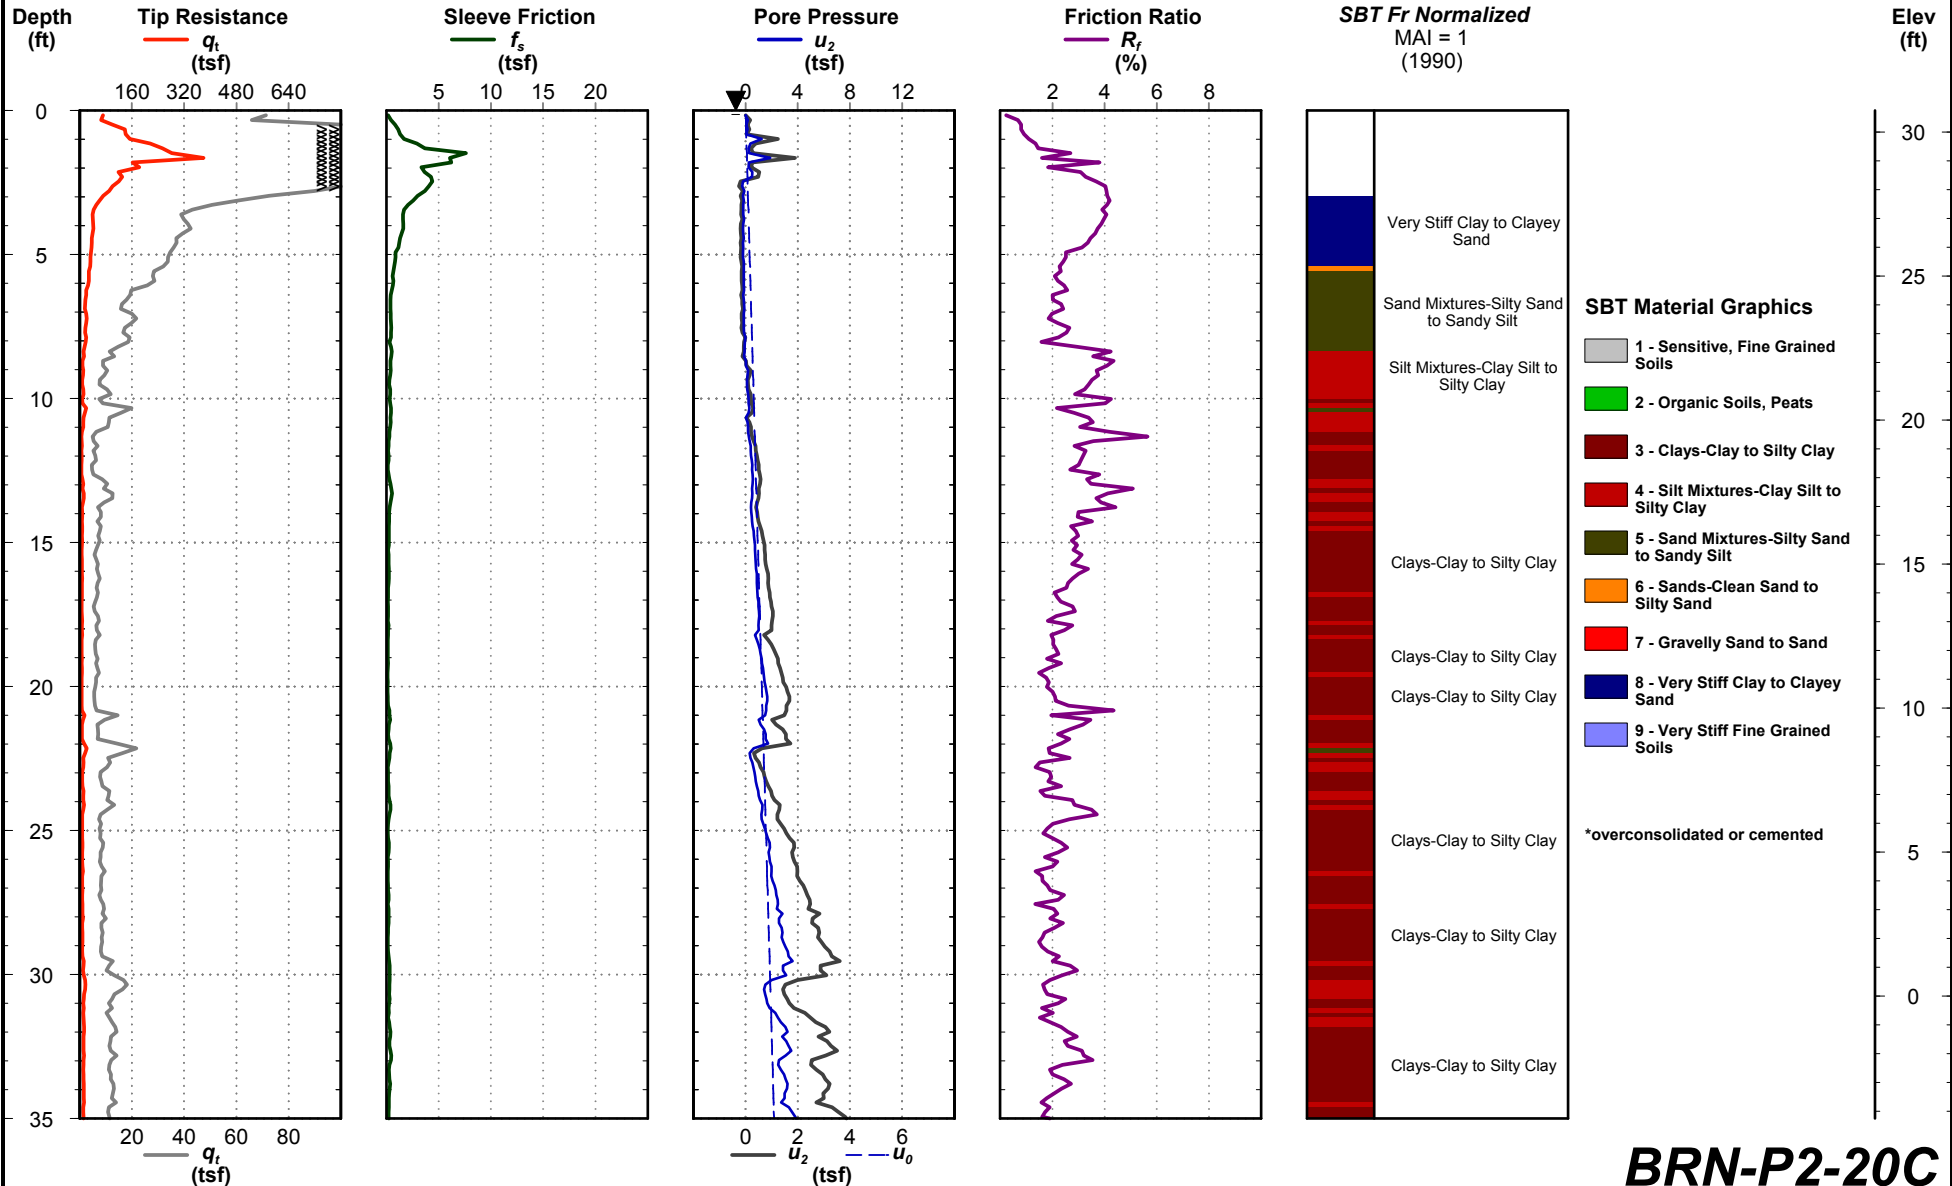 Depth
(ft)
Tip Resistance
qt
(tsf)
160 320 480 640
Sleeve Friction
fs
(tsf)
5 10 15 20
Pore Pressure
u2
(tsf)
0 4 8 12
Friction Ratio
Rf
(%)
2 4 6 8
SBT Fr Normalized
MAI = 1
(1990)
Elev
(ft)
0
5
10
15
20
25
30
35
Very Stiff Clay to Clayey
Sand
Sand Mixtures-Silty Sand
to Sandy Silt
Silt Mixtures-Clay Silt to
Silty Clay
Clays-Clay to Silty Clay
Clays-Clay to Silty Clay
Clays-Clay to Silty Clay
Clays-Clay to Silty Clay
Clays-Clay to Silty Clay
Clays-Clay to Silty Clay
SBT Material Graphics
1 - Sensitive, Fine Grained
Soils
2 - Organic Soils, Peats
3 - Clays-Clay to Silty Clay
4 - Silt Mixtures-Clay Silt to
Silty Clay
5 - Sand Mixtures-Silty Sand
to Sandy Silt
6 - Sands-Clean Sand to
Silty Sand
7 - Gravelly Sand to Sand
8 - Very Stiff Clay to Clayey
Sand
9 - Very Stiff Fine Grained
Soils
*overconsolidated or cemented
30
25
20
15
10
5
0
20 40 60 80
qt
(tsf)
0 2 4 6
u2
u0
(tsf)
BRN-P2-20C